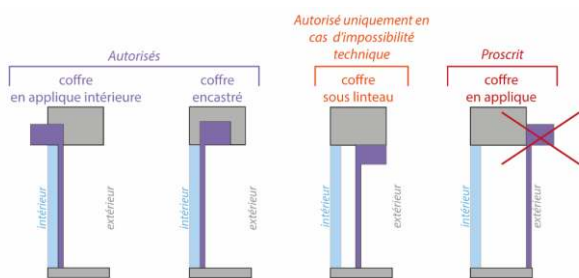 Autorisés
coffre
en applique intérieure
coffre
encastré
Autorisé uniquement en
cas d'impossibilité
technique
coffre
sous linteau
Proscrit
coffre
en applique
intérieur
extérieur
intérieur
extérieur
intérieur
extérieur
intérieur
extérieur